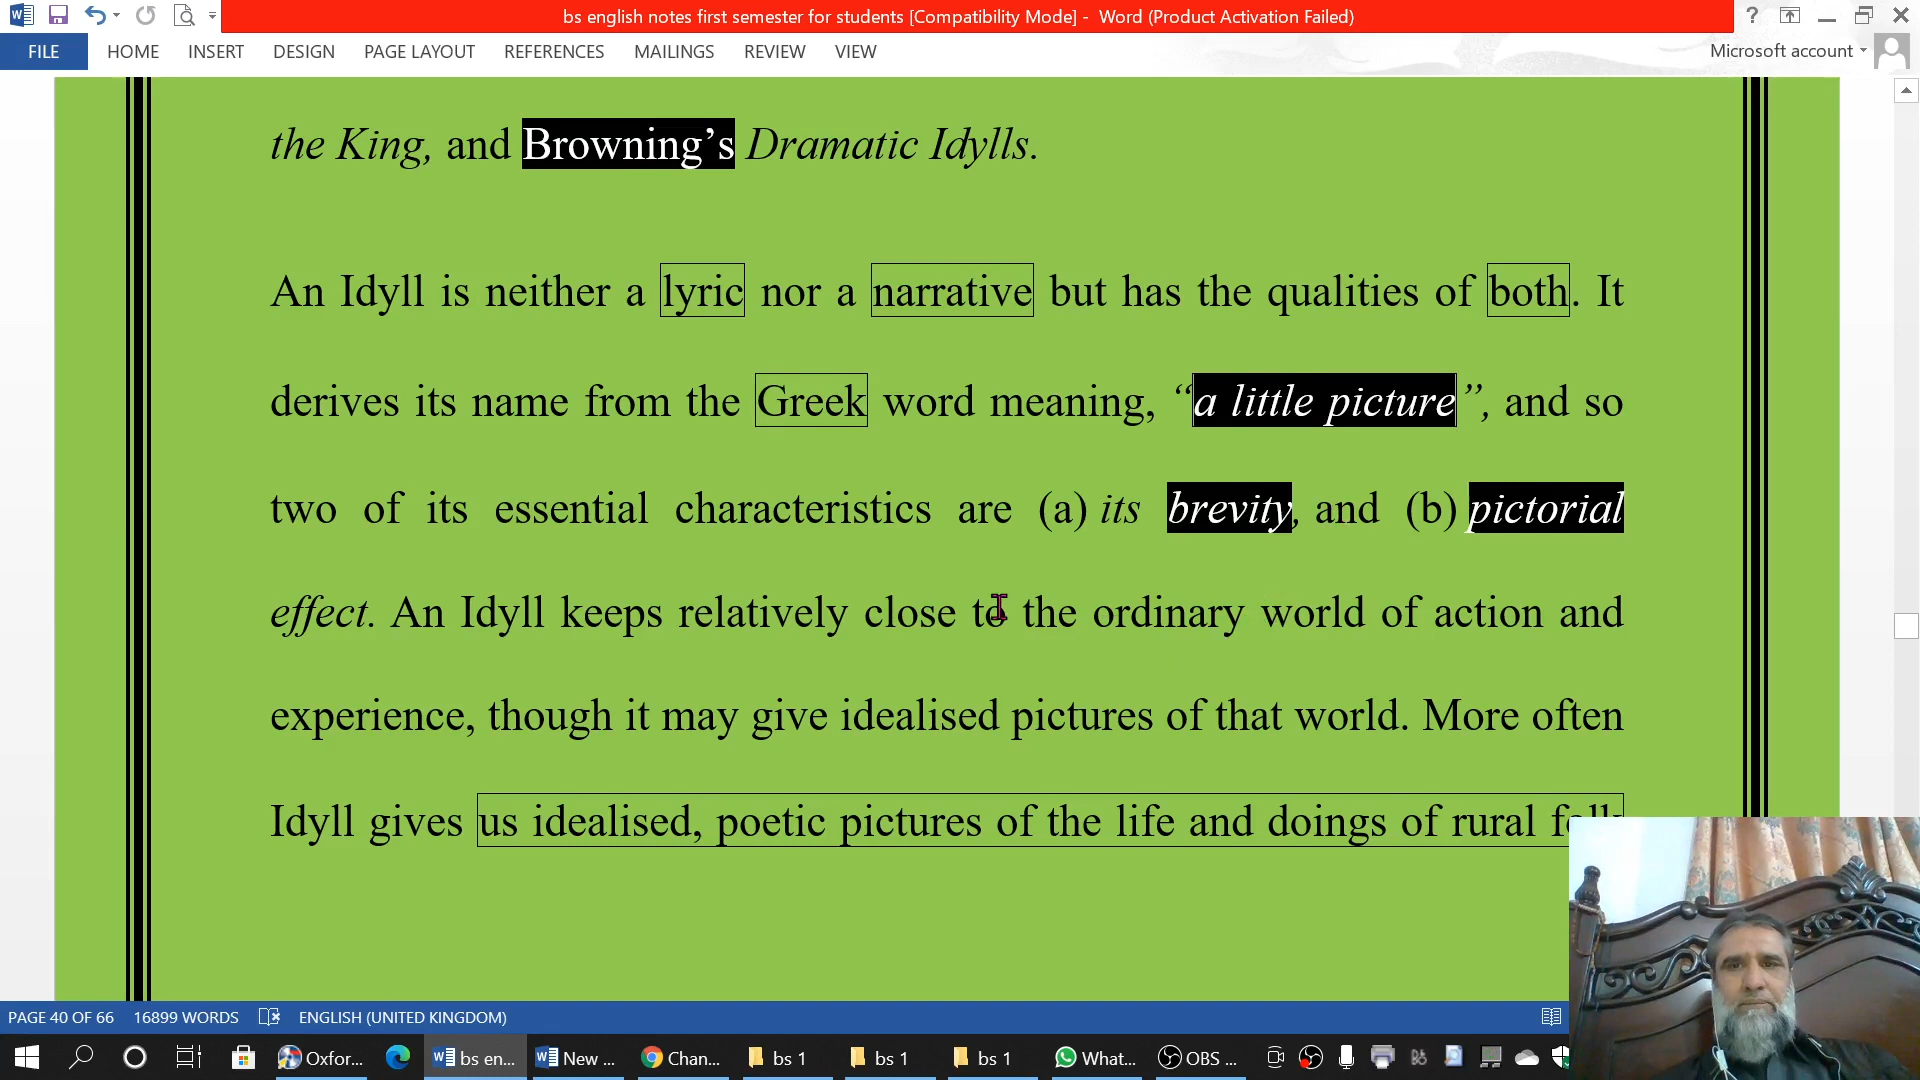 bs english notes first semester for students [Compatibility Mode] - Word (Product Activation Failed)
?
FILE HOME INSERT DESIGN PAGE LAYOUT REFERENCES MAILINGS REVIEW VIEW
Microsoft account
the King, and Browning’s Dramatic Idylls.
An Idyll is neither a lyric nor a narrative but has the qualities of both. It
derives its name from the Greek word meaning, “a little picture”, and so
two of its essential characteristics are (a) its brevity, and (b) pictorial
effect. An Idyll keeps relatively close to the ordinary world of action and
experience, though it may give idealised pictures of that world. More often
Idyll gives us idealised, poetic pictures of the life and doings of rural folk
PAGE 40 OF 66 16899 WORDS ENGLISH (UNITED KINGDOM)
Oxfor... bs en... New ... Chan... bs 1 bs 1 bs 1 What... OBS ...